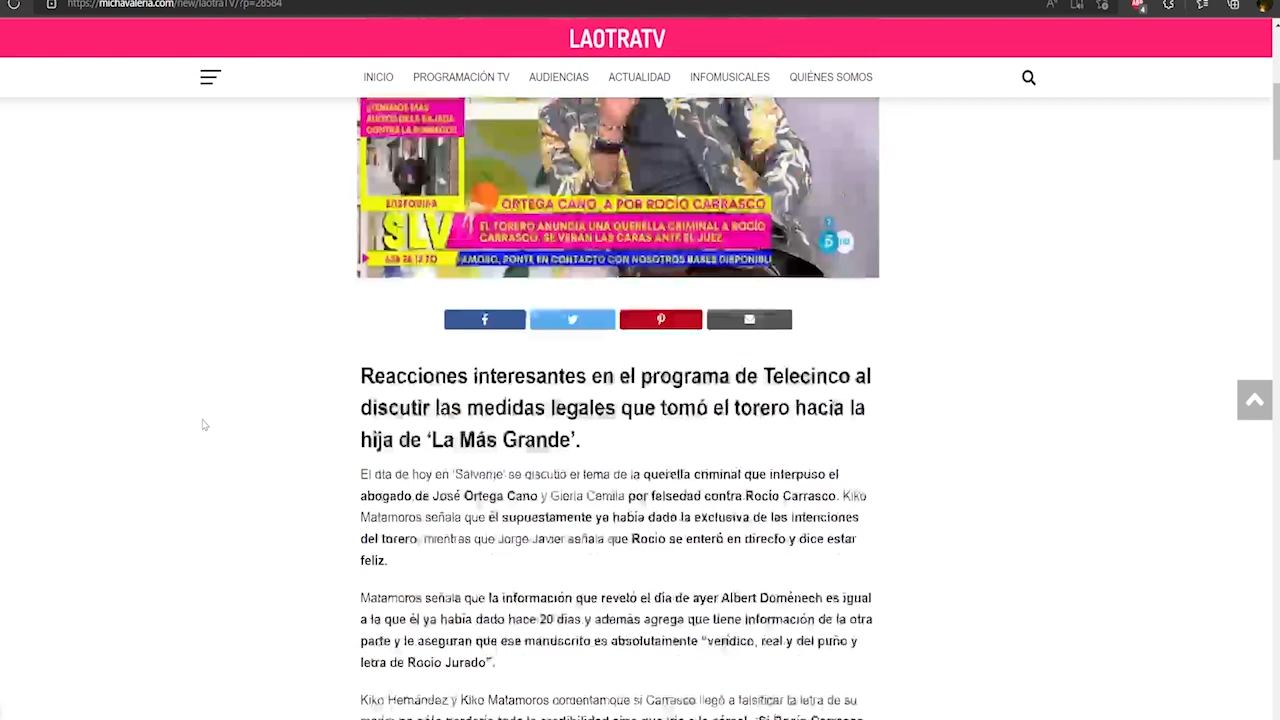 https://michavaleria.com/new/laotraTV/?p=28584
LAOTRATV
INICIO PROGRAMACIÓN TV AUDIENCIAS ACTUALIDAD INFOMUSICALES QUIÉNES SOMOS
¡TENEMOS MÁS
CONTRA LA
ORTEGA CANO, A POR ROCÍO CARRASCO
EL TORERO ANUNCIA UNA QUERELLA CRIMINAL A ROCÍO
CARRASCO. SE VERÁN LAS CARAS ANTE EL JUEZ
SLV
PONTE EN CONTACTO CON NOSOTROS BASES DISPONIBL
Reacciones interesantes en el programa de Telecinco al
discutir las medidas legales que tomó el torero hacia la
hija de ‘La Más Grande’.
El día de hoy en ‘Sálvame’ se discutió el tema de la querella criminal que interpuso el
abogado de José Ortega Cano y Gloria Camila por falsedad contra Rocío Carrasco. Kiko
Matamoros señala que él supuestamente ya había dado la exclusiva de las intenciones
del torero mientras que Jorge Javier señala que Rocío se enteró en directo y dice estar
feliz.
Matamoros señala que la información que reveló el día de ayer Albert Doménech es igual
a la que él ya había dado hace 20 días y además agrega que tiene información de la otra
parte y le aseguran que ese manuscrito es absolutamente “verídico, real y del puño y
letra de Rocío Jurado”.
Kiko Hernández y Kiko Matamoros comentan que si Carrasco llegó a falsificar la letra de su